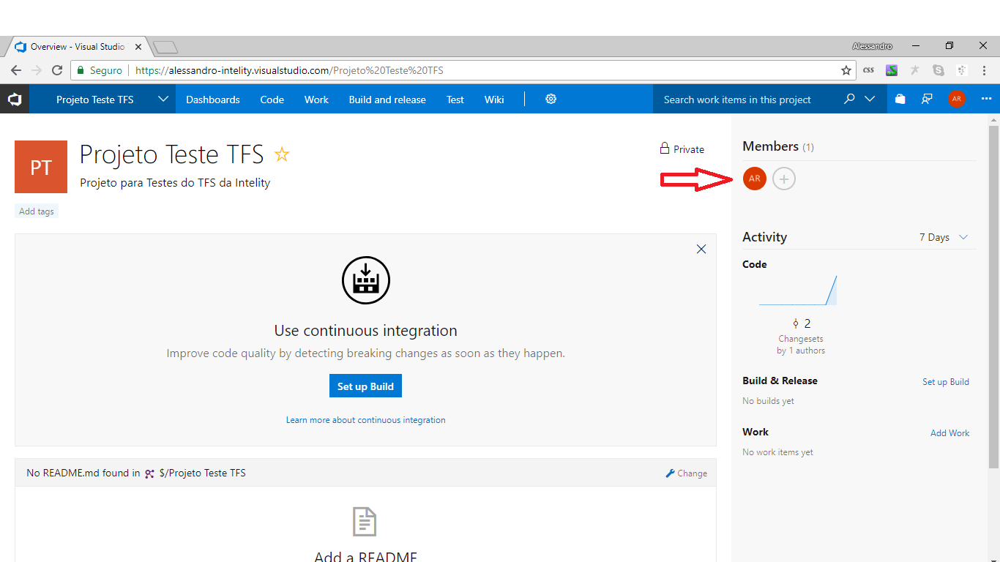 Overview - Visual Studio
Alessandro
Seguro
https://alessandro-intelity.visualstudio.com/Projeto%20Teste%20TFS
CSS
S
Projeto Teste TFS
Dashboards
Code
Work
Build and release
Test
Wiki
Search work items in this project
AR
PT
Projeto Teste TFS
Projeto para Testes do TFS da Intelity
Private
Add tags
Use continuous integration
Improve code quality by detecting breaking changes as soon as they happen.
Set up Build
Learn more about continuous integration
No README.md found in $/Projeto Teste TFS
Change
Add a README
Members (1)
AR
Activity
7 Days
Code
2
Changesets
by 1 authors
Build & Release
Set up Build
No builds yet
Work
Add Work
No work items yet